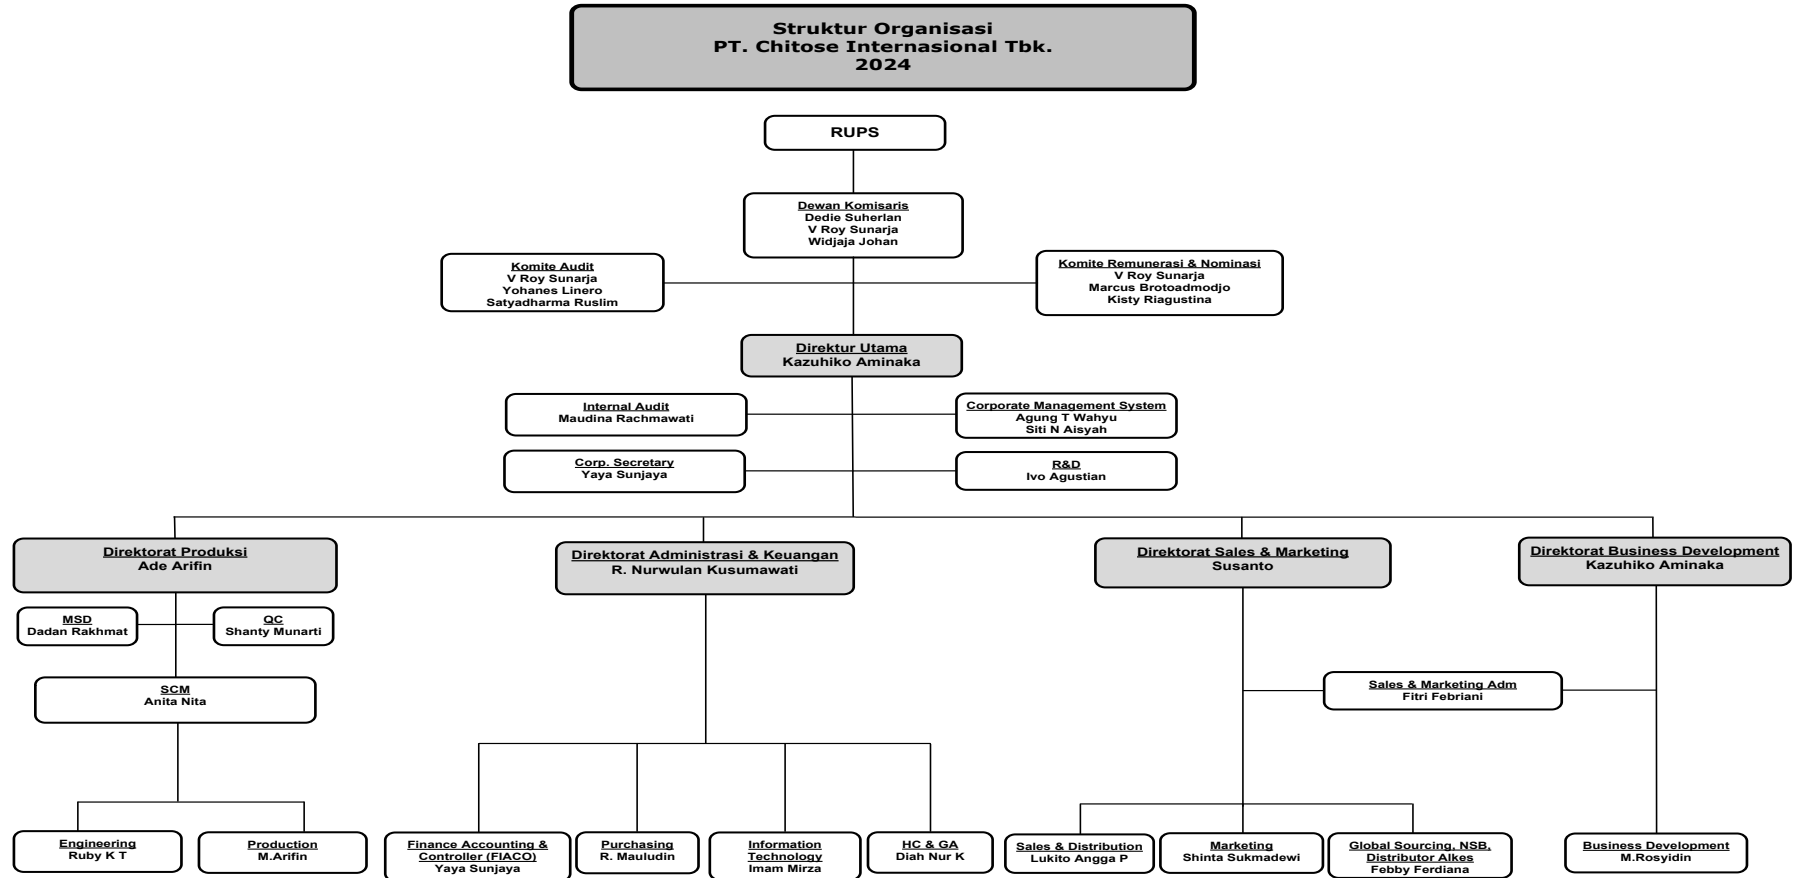 Struktur Organisasi
PT. Chitose Internasional Tbk.
2024
RUPS
Dewan Komisaris
Dedie Suherlan
V Roy Sunarja
Widjaja Johan
Komite Audit
V Roy Sunarja
Yohanes Linero
Satyadharma Ruslim
Komite Remunerasi & Nominasi
V Roy Sunarja
Marcus Brotoadmodjo
Kisty Riagustina
Direktur Utama
Kazuhiko Aminaka
Internal Audit
Maudina Rachmawati
Corporate Management System
Agung T Wahyu
Siti N Aisyah
Corp. Secretary
Yaya Sunjaya
R&D
Ivo Agustian
Direktorat Produksi
Ade Arifin
Direktorat Administrasi & Keuangan
R. Nurwulan Kusumawati
Direktorat Sales & Marketing
Susanto
Direktorat Business Development
Kazuhiko Aminaka
MSD
Dadan Rakhmat
QC
Shanty Munarti
SCM
Anita Nita
Sales & Marketing Adm
Fitri Febriani
Engineering
Ruby K T
Production
M.Arifin
Finance Accounting &
Controller (FIACO)
Yaya Sunjaya
Purchasing
R. Mauludin
Information
Technology
Imam Mirza
HC & GA
Diah Nur K
Sales & Distribution
Lukito Angga P
Marketing
Shinta Sukmadewi
Global Sourcing, NSB,
Distributor Alkes
Febby Ferdiana
Business Development
M.Rosyidin